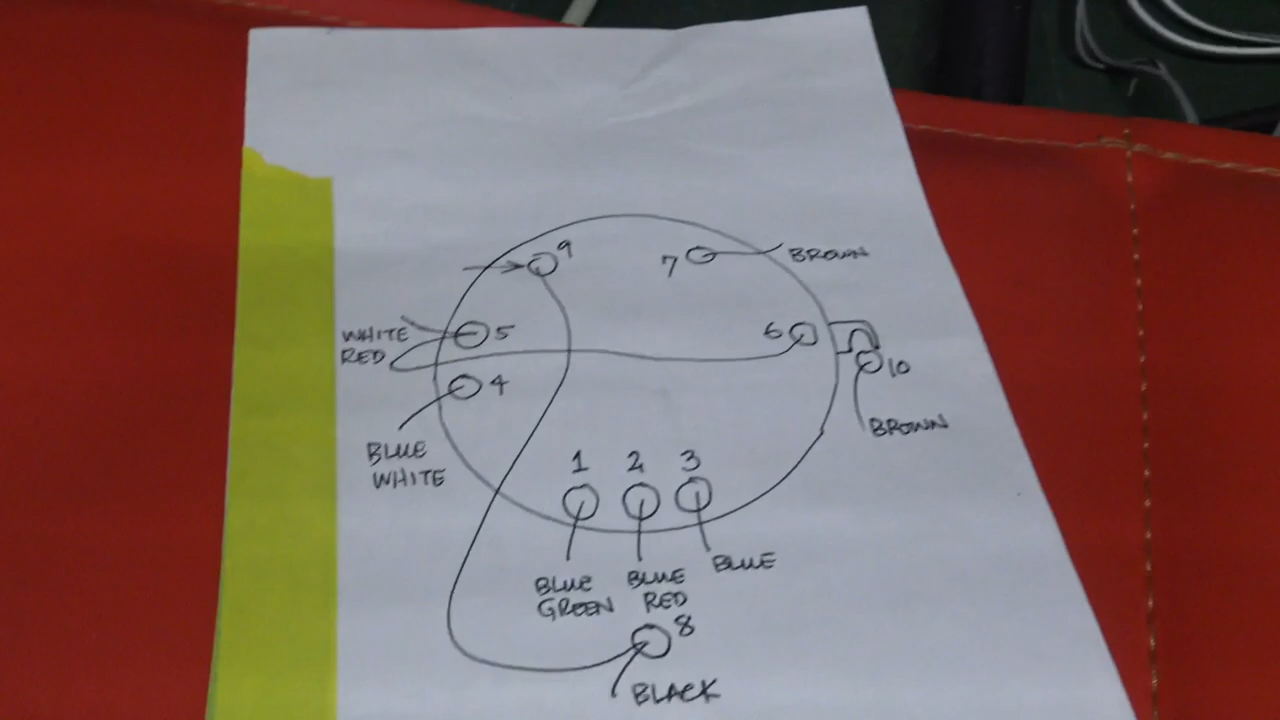 9
7 BROWN
WHITE
RED
5
6
4
10
BROWN
BLUE
WHITE
1 2 3
BLUE
GREEN
BLUE
RED
BLUE
8
BLACK